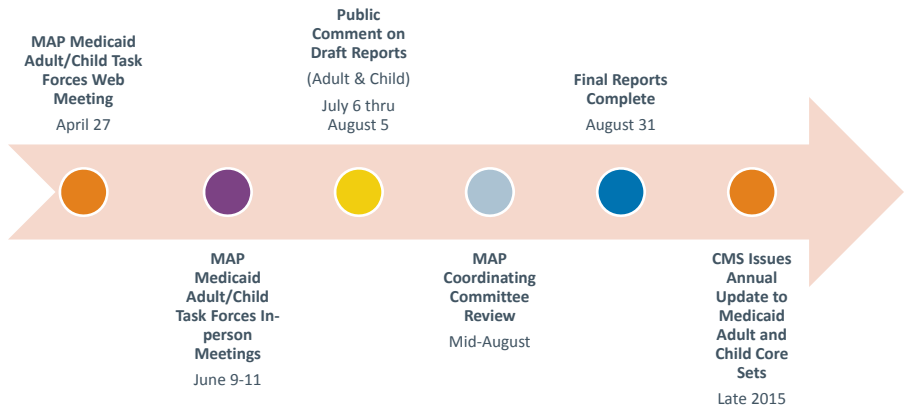 MAP Medicaid
Adult/Child Task
Forces Web
Meeting
April 27
MAP
Medicaid
Adult/Child
Task Forces In-
person
Meetings
June 9-11
Public
Comment on
Draft Reports
(Adult & Child)
July 6 thru
August 5
MAP
Coordinating
Committee
Review
Mid-August
Final Reports
Complete
August 31
CMS Issues
Annual
Update to
Medicaid
Adult and
Child Core
Sets
Late 2015